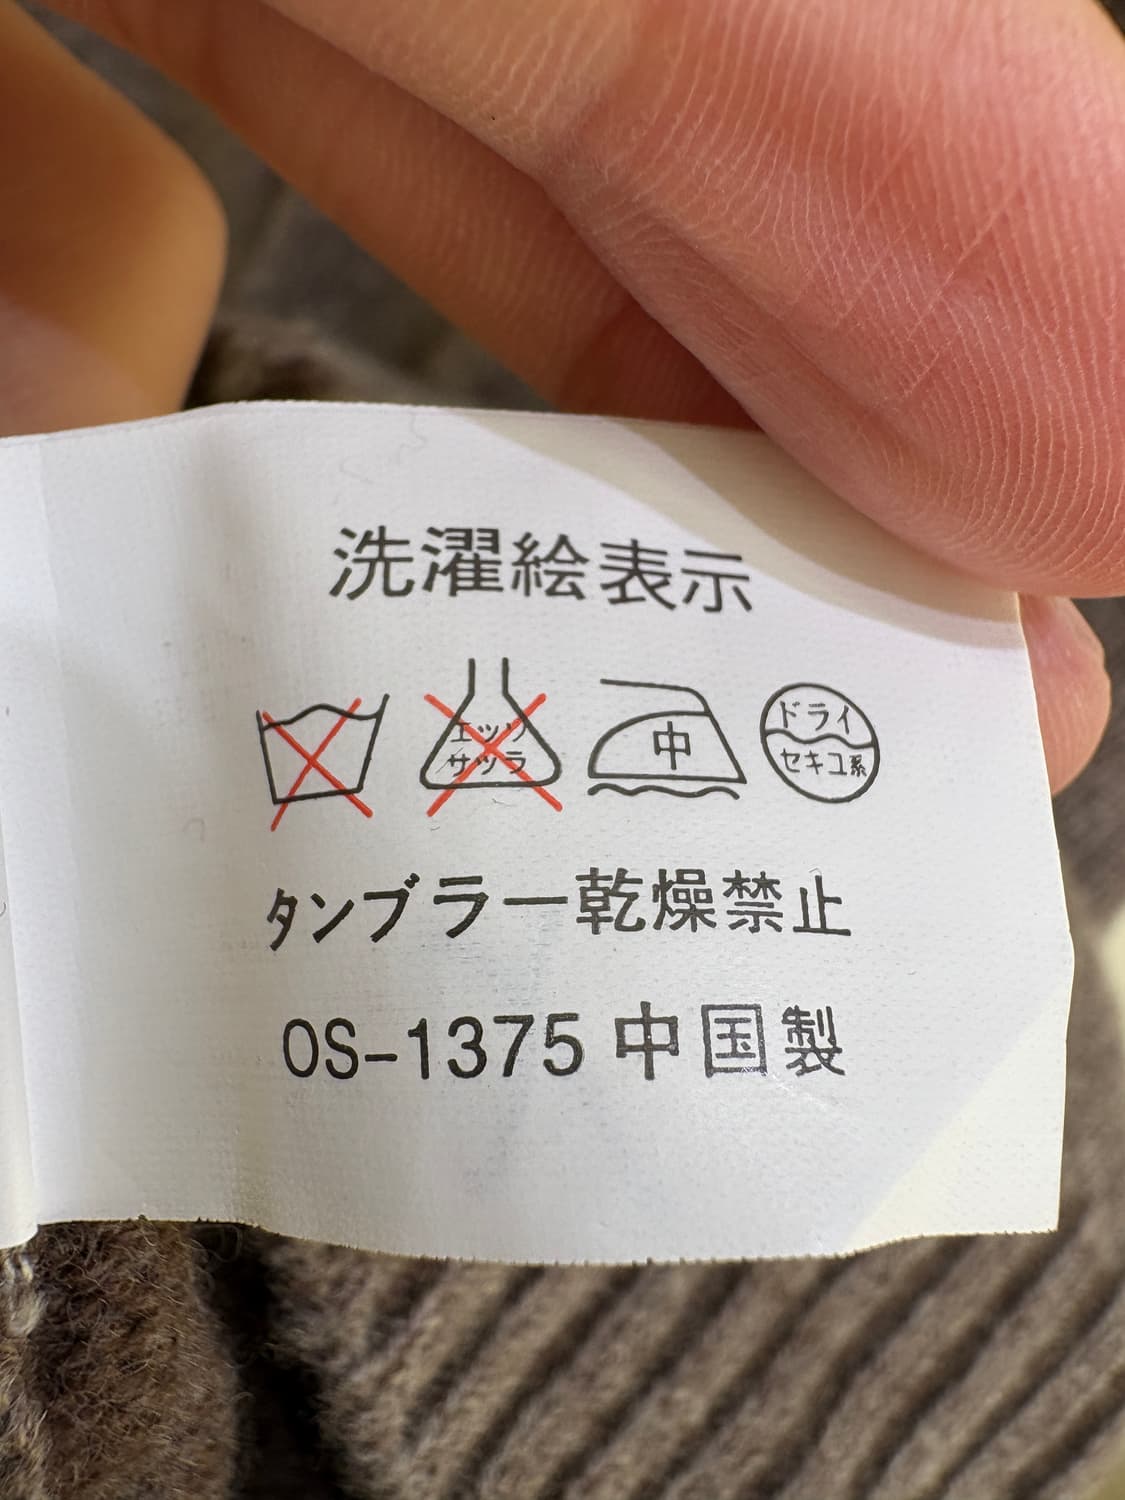 洗濯絵表示
エンソ
サラシ
中
ドライ
セキユ系
タンブラー乾燥禁止
OS-1375 中国製